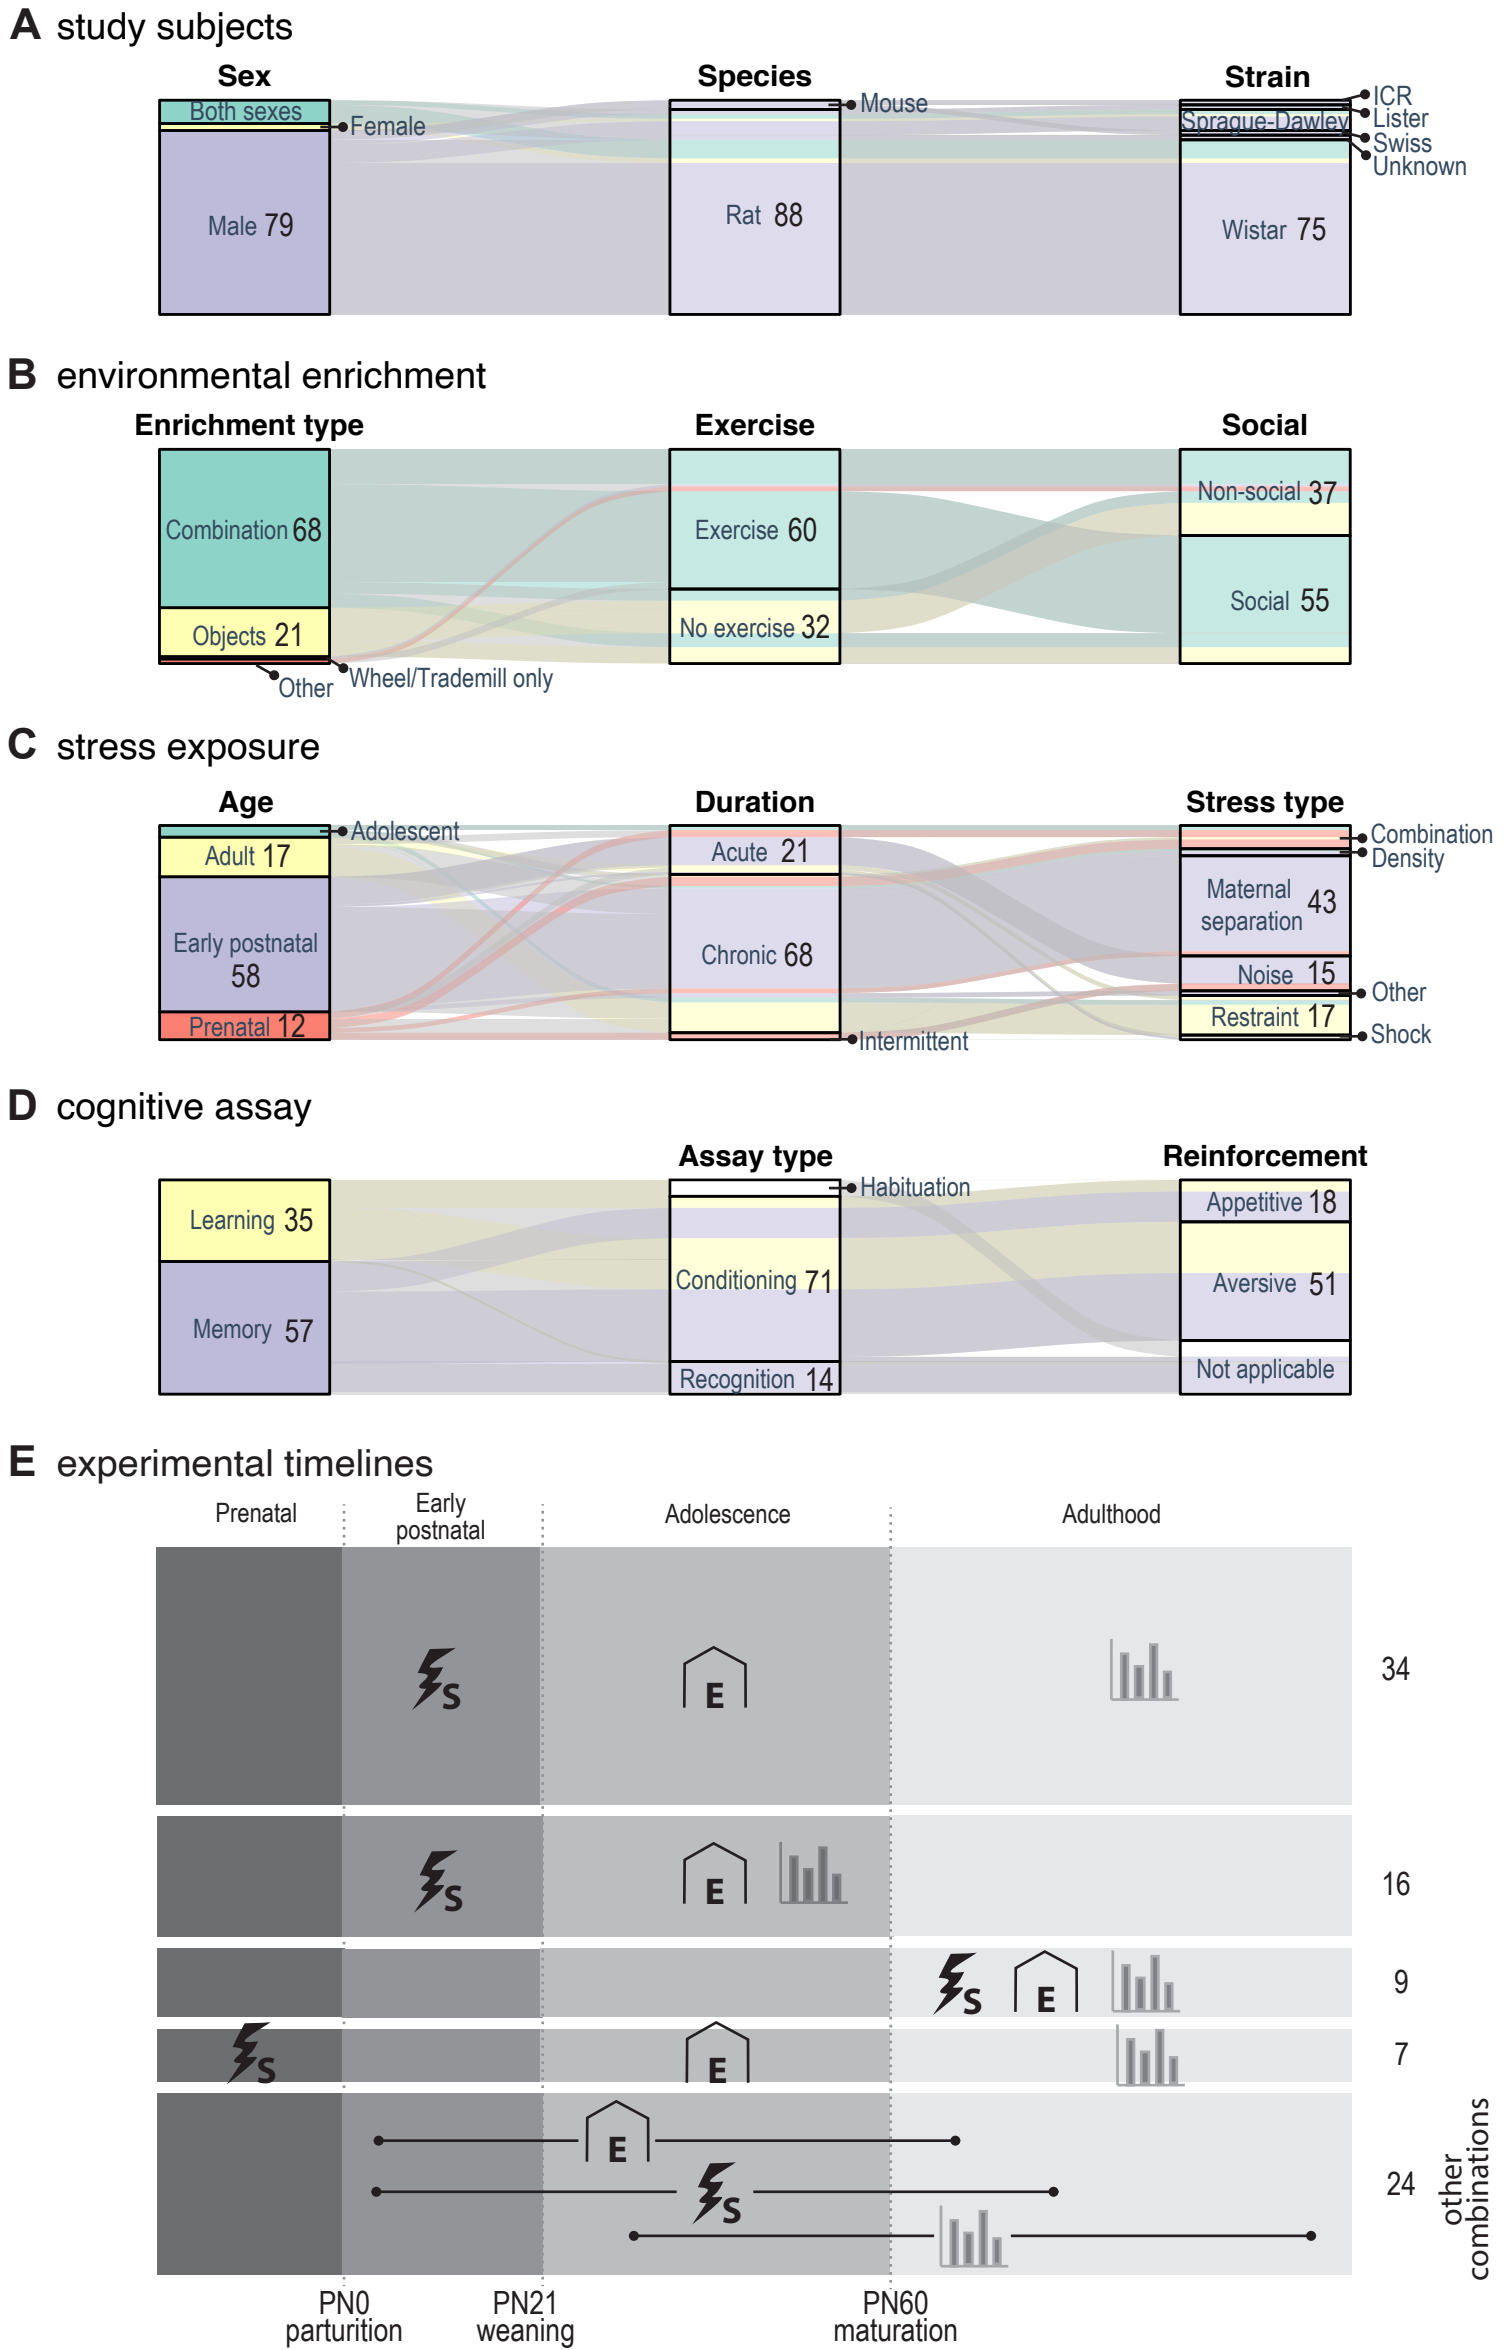 A study subjects
Sex
Species
Strain
Both sexes
Female
Male 79
Mouse
Rat 88
ICR
Lister
Sprague-Dawley
Swiss
Unknown
Wistar 75
B environmental enrichment
Enrichment type
Exercise
Social
Combination 68
Objects 21
Other
Wheel/Trademill only
Exercise 60
No exercise 32
Non-social 37
Social 55
C stress exposure
Age
Duration
Stress type
Adolescent
Adult 17
Early postnatal
58
Prenatal 12
Acute 21
Chronic 68
Intermittent
Combination
Density
Maternal
separation 43
Noise 15
Other
Restraint 17
Shock
D cognitive assay
Assay type
Reinforcement
Learning 35
Memory 57
Habituation
Conditioning 71
Recognition 14
Appetitive 18
Aversive 51
Not applicable
E experimental timelines
Prenatal
Early
postnatal
Adolescence
Adulthood
S
E
34
S
E
16
S
E
9
S
E
7
E
S
24
other
combinations
PN0
parturition
PN21
weaning
PN60
maturation